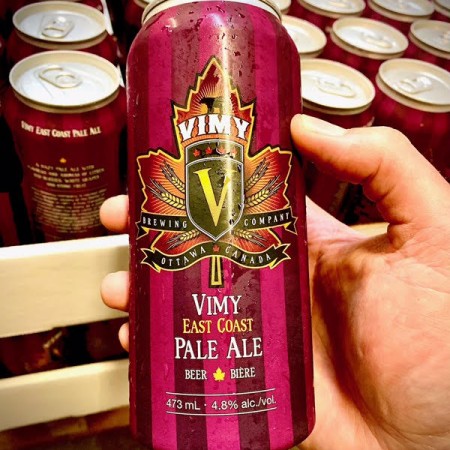 VIMY
V
BREWING COMPANY
OTTAWA CANADA
VIMY
EAST COAST
PALE ALE
BEER BIÈRE
473 mL · 4.8% alc./vol.
VIMY EAST COAST PALE ALE